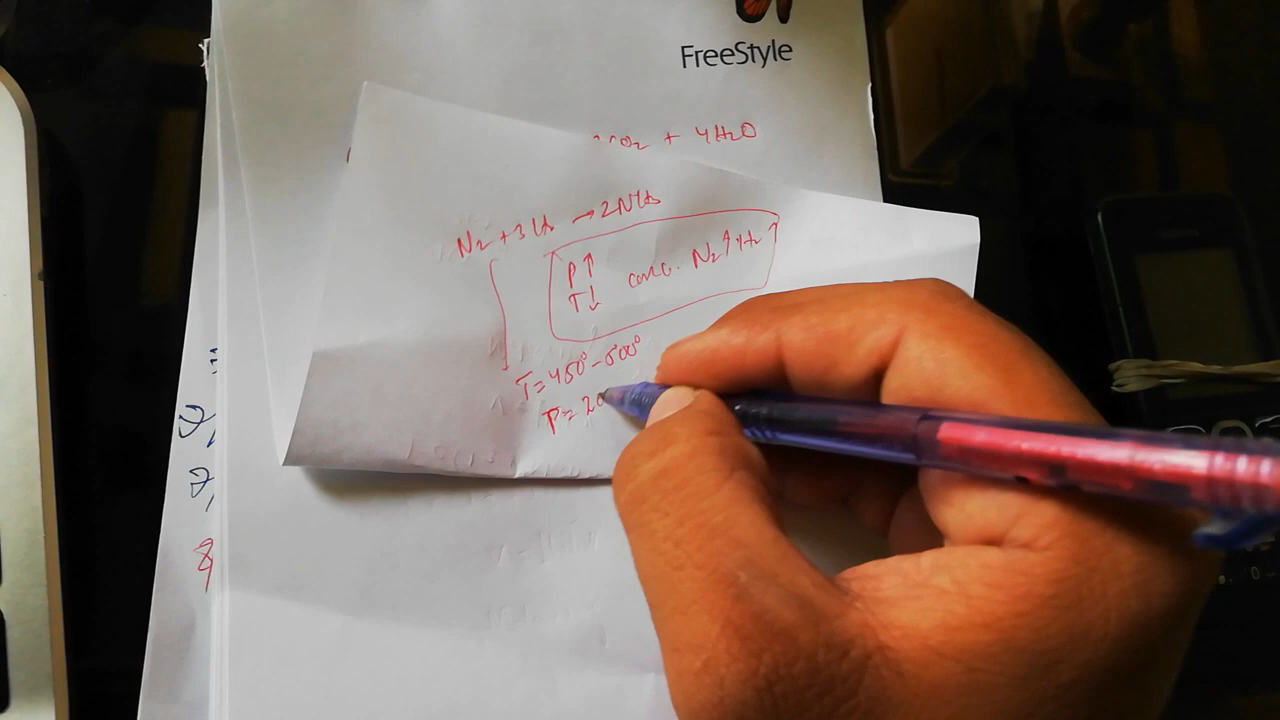 FreeStyle
CO₂ + 4H₂O
N₂ + 3H₂ → 2NH₃
P↑
T↓ conc. N₂↑ H₂↑
T = 450° - 500°
P = 20